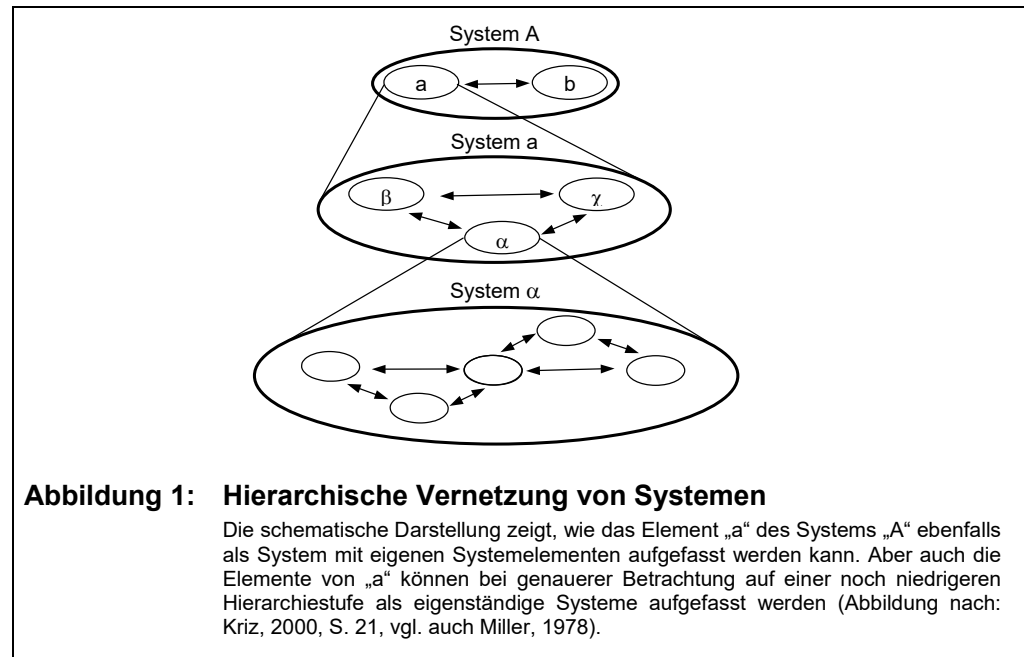 System A
a
b
System a
β
χ
α
System α
Abbildung 1: Hierarchische Vernetzung von Systemen
Die schematische Darstellung zeigt, wie das Element „a“ des Systems „A“ ebenfalls
als System mit eigenen Systemelementen aufgefasst werden kann. Aber auch die
Elemente von „a“ können bei genauerer Betrachtung auf einer noch niedrigeren
Hierarchiestufe als eigenständige Systeme aufgefasst werden (Abbildung nach:
Kriz, 2000, S. 21, vgl. auch Miller, 1978).